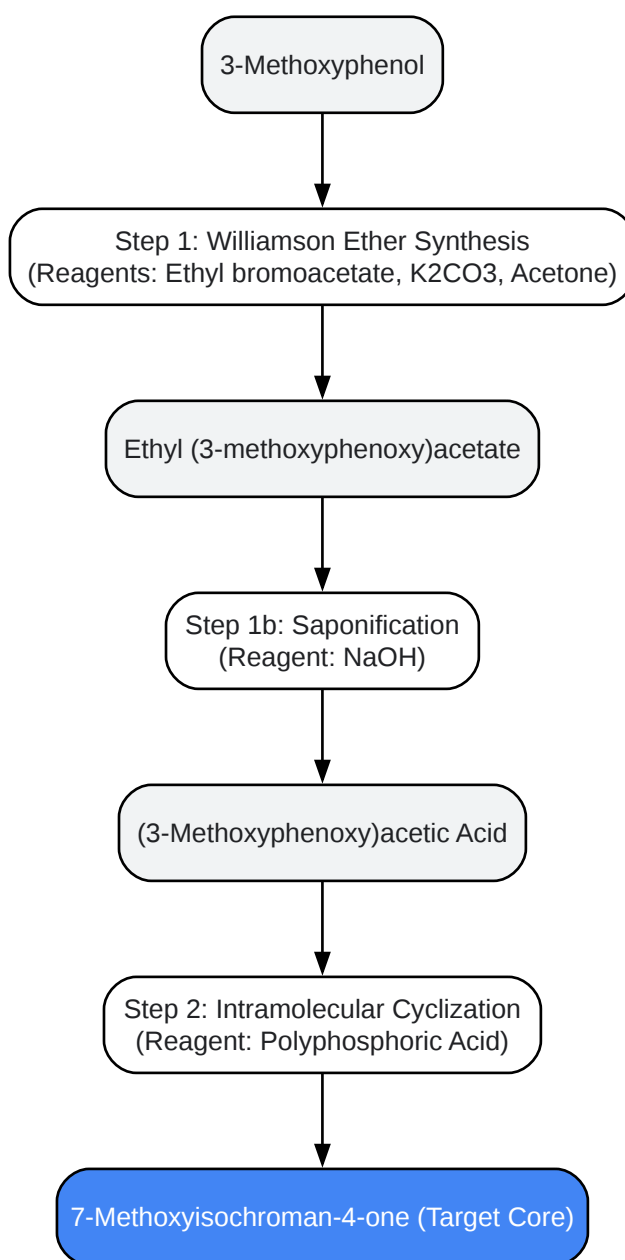 3-Methoxyphenol
Step 1: Williamson Ether Synthesis
(Reagents: Ethyl bromoacetate, K2CO3, Acetone)
Ethyl (3-methoxyphenoxy)acetate
Step 1b: Saponification
(Reagent: NaOH)
(3-Methoxyphenoxy)acetic Acid
Step 2: Intramolecular Cyclization
(Reagent: Polyphosphoric Acid)
7-Methoxyisochroman-4-one (Target Core)